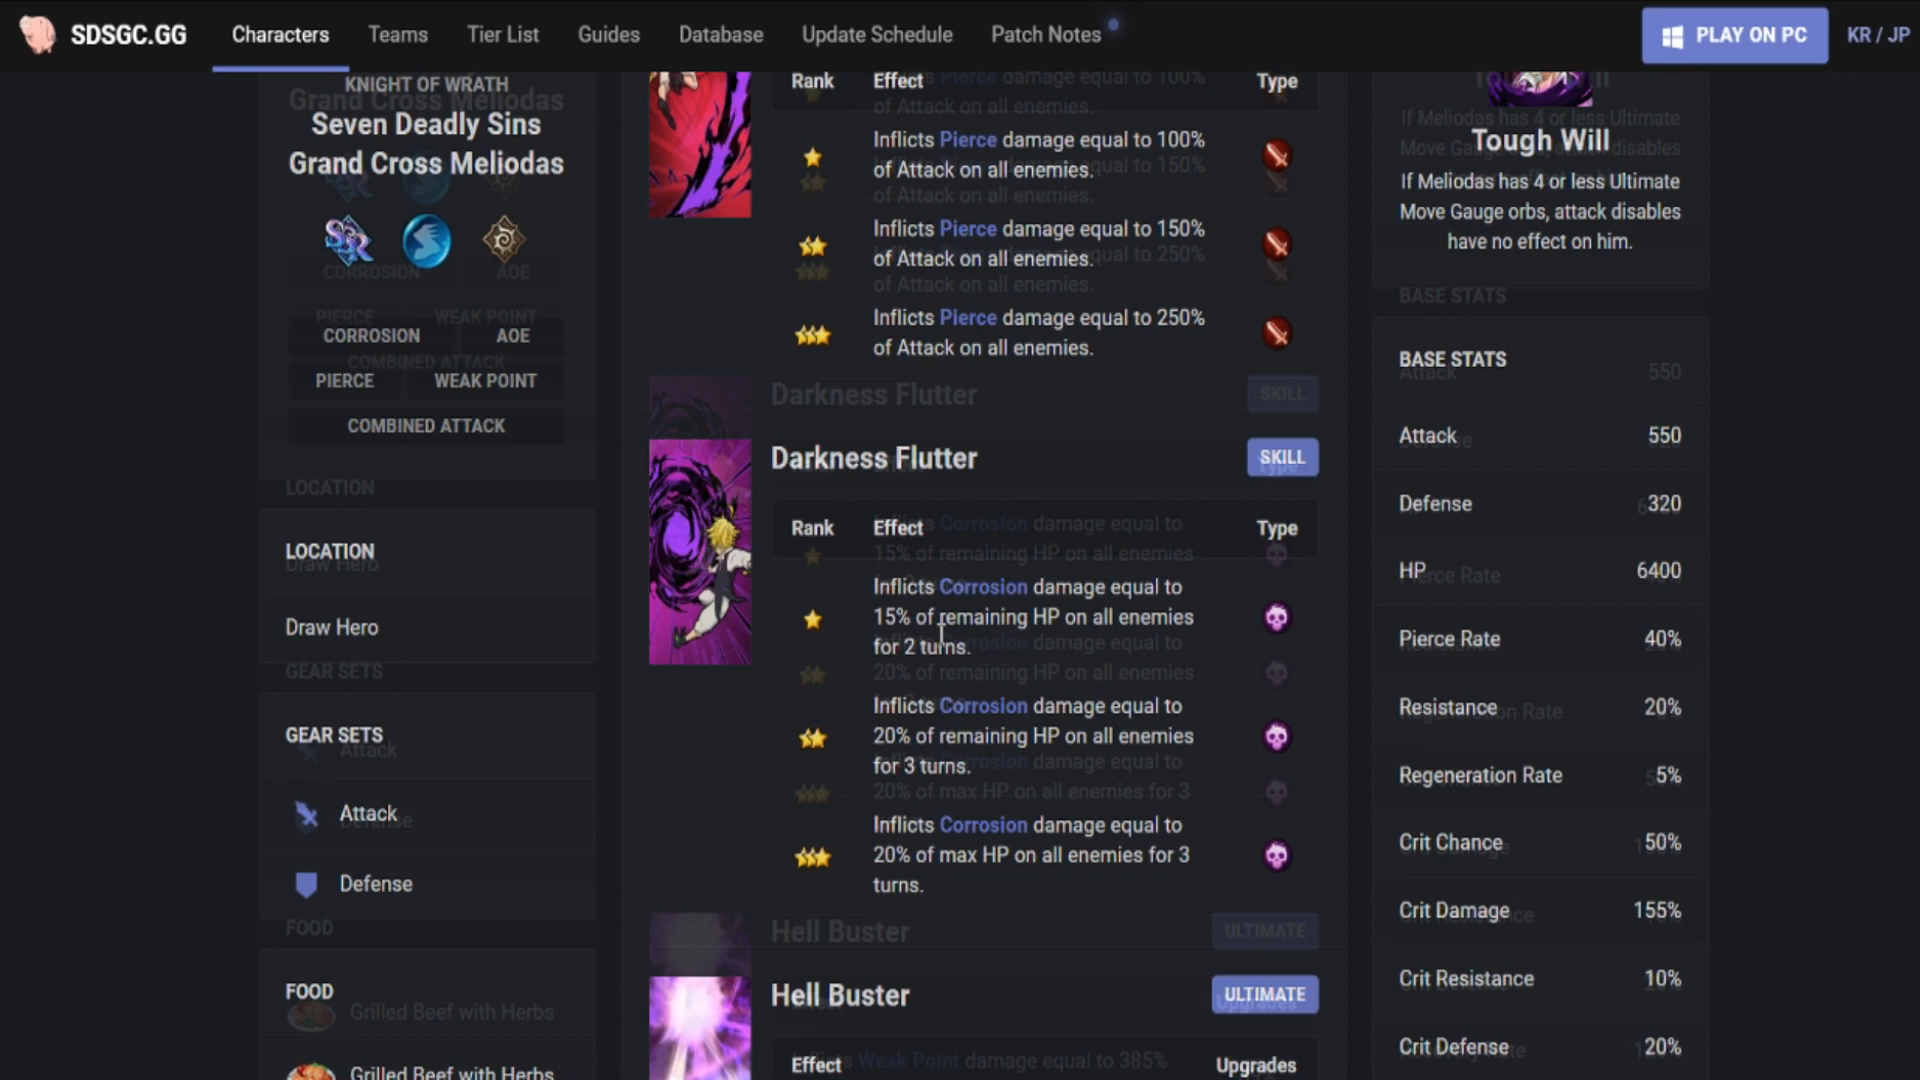 SDSGC.GG
Characters
Teams
Tier List
Guides
Database
Update Schedule
Patch Notes
PLAY ON PC
KR / JP
KNIGHT OF WRATH
Seven Deadly Sins
Grand Cross Meliodas
SR
CORROSION
AOE
PIERCE
WEAK POINT
COMBINED ATTACK
LOCATION
Draw Hero
GEAR SETS
Attack
Defense
FOOD
Grilled Beef with Herbs
Rank
Effect
Type
Inflicts Pierce damage equal to 100%
of Attack on all enemies.
Inflicts Pierce damage equal to 150%
of Attack on all enemies.
Inflicts Pierce damage equal to 250%
of Attack on all enemies.
Darkness Flutter
SKILL
Rank
Effect
Type
Inflicts Corrosion damage equal to
15% of remaining HP on all enemies
for 2 turns.
Inflicts Corrosion damage equal to
20% of remaining HP on all enemies
for 3 turns.
Inflicts Corrosion damage equal to
20% of max HP on all enemies for 3
turns.
Hell Buster
ULTIMATE
Effect
Upgrades
Tough Will
If Meliodas has 4 or less Ultimate
Move Gauge orbs, attack disables
have no effect on him.
BASE STATS
Attack 550
Defense 320
HP 6400
Pierce Rate 40%
Resistance 20%
Regeneration Rate 5%
Crit Chance 50%
Crit Damage 155%
Crit Resistance 10%
Crit Defense 20%